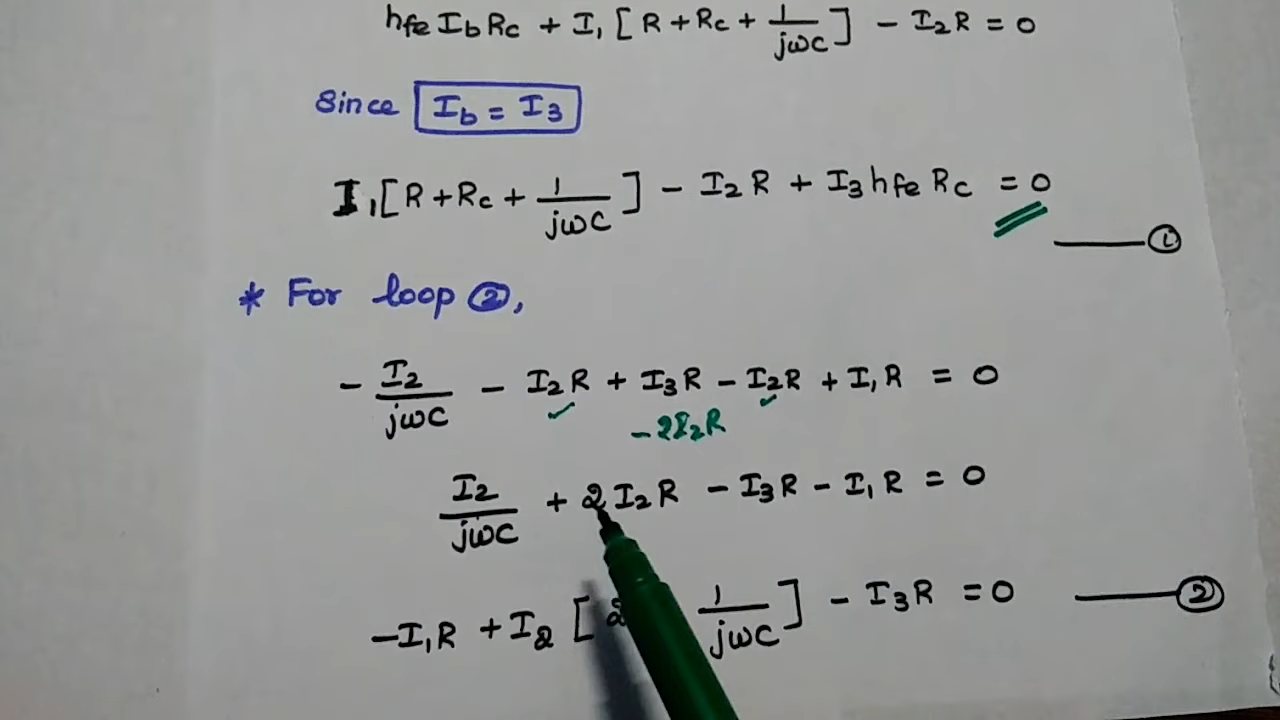 hfe Ib Rc + I1 [ R + Rc + 1/jωC ] - I2R = 0
Since Ib = I3
I1 [ R + Rc + 1/jωC ] - I2R + I3 hfe Rc = 0
——— ①
* For loop ②,
- I2/jωC - I2R + I3R - I2R + I1R = 0
- 2I2R
I2/jωC + 2I2R - I3R - I1R = 0
- I1R + I2 [ 2 1/jωC ] - I3R = 0 ——— ②